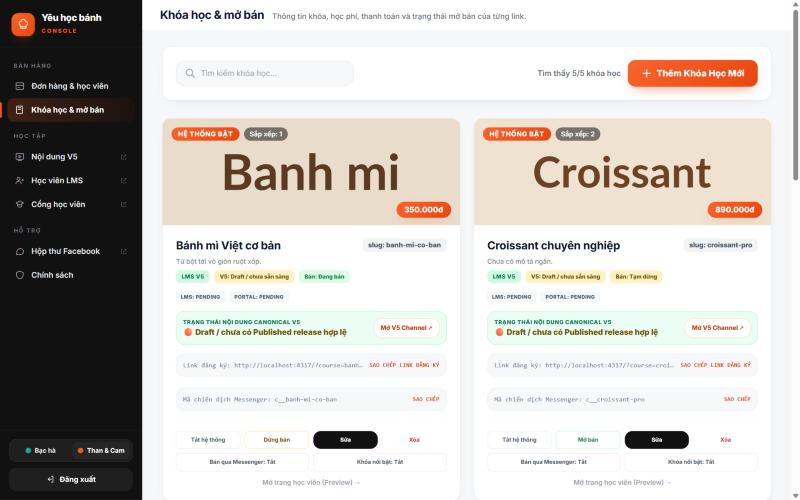 Yêu học bánh
CONSOLE
BÁN HÀNG
Đơn hàng & học viên
Khóa học & mở bán
HỌC TẬP
Nội dung V5
Học viên LMS
Cổng học viên
HỖ TRỢ
Hộp thư Facebook
Chính sách
Bạc hà
Than & Cam
Đăng xuất
Khóa học & mở bán
Thông tin khóa, học phí, thanh toán và trạng thái mở bán của từng link.
Tìm kiếm khóa học...
Tìm thấy 5/5 khóa học
Thêm Khóa Học Mới
HỆ THỐNG BẬT
Sắp xếp: 1
Banh mi
350.000đ
Bánh mì Việt cơ bản
slug: banh-mi-co-ban
Từ bột tới vỏ giòn ruột xốp.
LMS V5
V5: Draft / chưa sẵn sàng
Bán: Đang bán
LMS: PENDING
PORTAL: PENDING
TRẠNG THÁI NỘI DUNG CANONICAL V5
Draft / chưa có Published release hợp lệ
Mở V5 Channel ↗
Link đăng ký: http://localhost:4317/?course=banh…
SAO CHÉP LINK ĐĂNG KÝ
Mã chiến dịch Messenger: c__banh-mi-co-ban
SAO CHÉP
Tắt hệ thống
Dừng bán
Sửa
Xóa
Bán qua Messenger: Tắt
Khóa nổi bật: Tắt
Mở trang học viên (Preview) →
HỆ THỐNG BẬT
Sắp xếp: 2
Croissant
890.000đ
Croissant chuyên nghiệp
slug: croissant-pro
Chưa có mô tả ngắn.
LMS V5
V5: Draft / chưa sẵn sàng
Bán: Tạm dừng
LMS: PENDING
PORTAL: PENDING
TRẠNG THÁI NỘI DUNG CANONICAL V5
Draft / chưa có Published release hợp lệ
Mở V5 Channel ↗
Link đăng ký: http://localhost:4317/?course=croi…
SAO CHÉP LINK ĐĂNG KÝ
Mã chiến dịch Messenger: c__croissant-pro
SAO CHÉP
Tắt hệ thống
Mở bán
Sửa
Xóa
Bán qua Messenger: Tắt
Khóa nổi bật: Tắt
Mở trang học viên (Preview) →